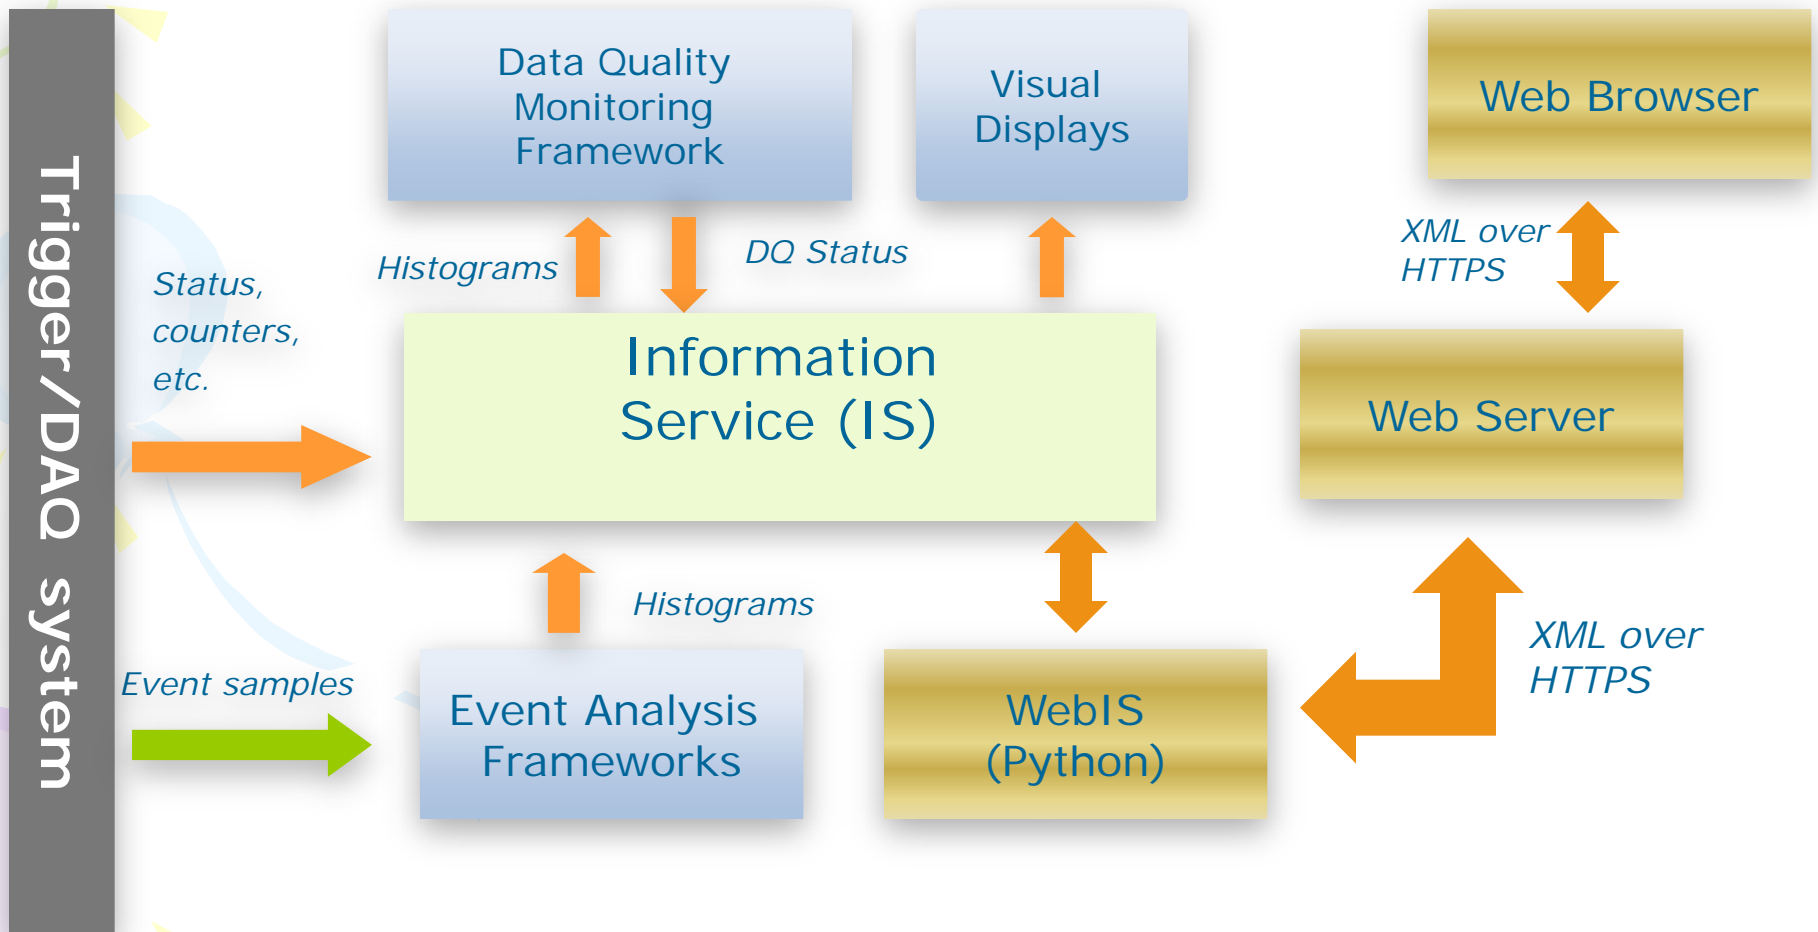 Trigger/DAQ system
Data Quality
Monitoring
Framework
Visual
Displays
Web Browser
Histograms
DQ Status
XML over
HTTPS
Status,
counters,
etc.
Information
Service (IS)
Web Server
Histograms
Event samples
Event Analysis
Frameworks
WebIS
(Python)
XML over
HTTPS